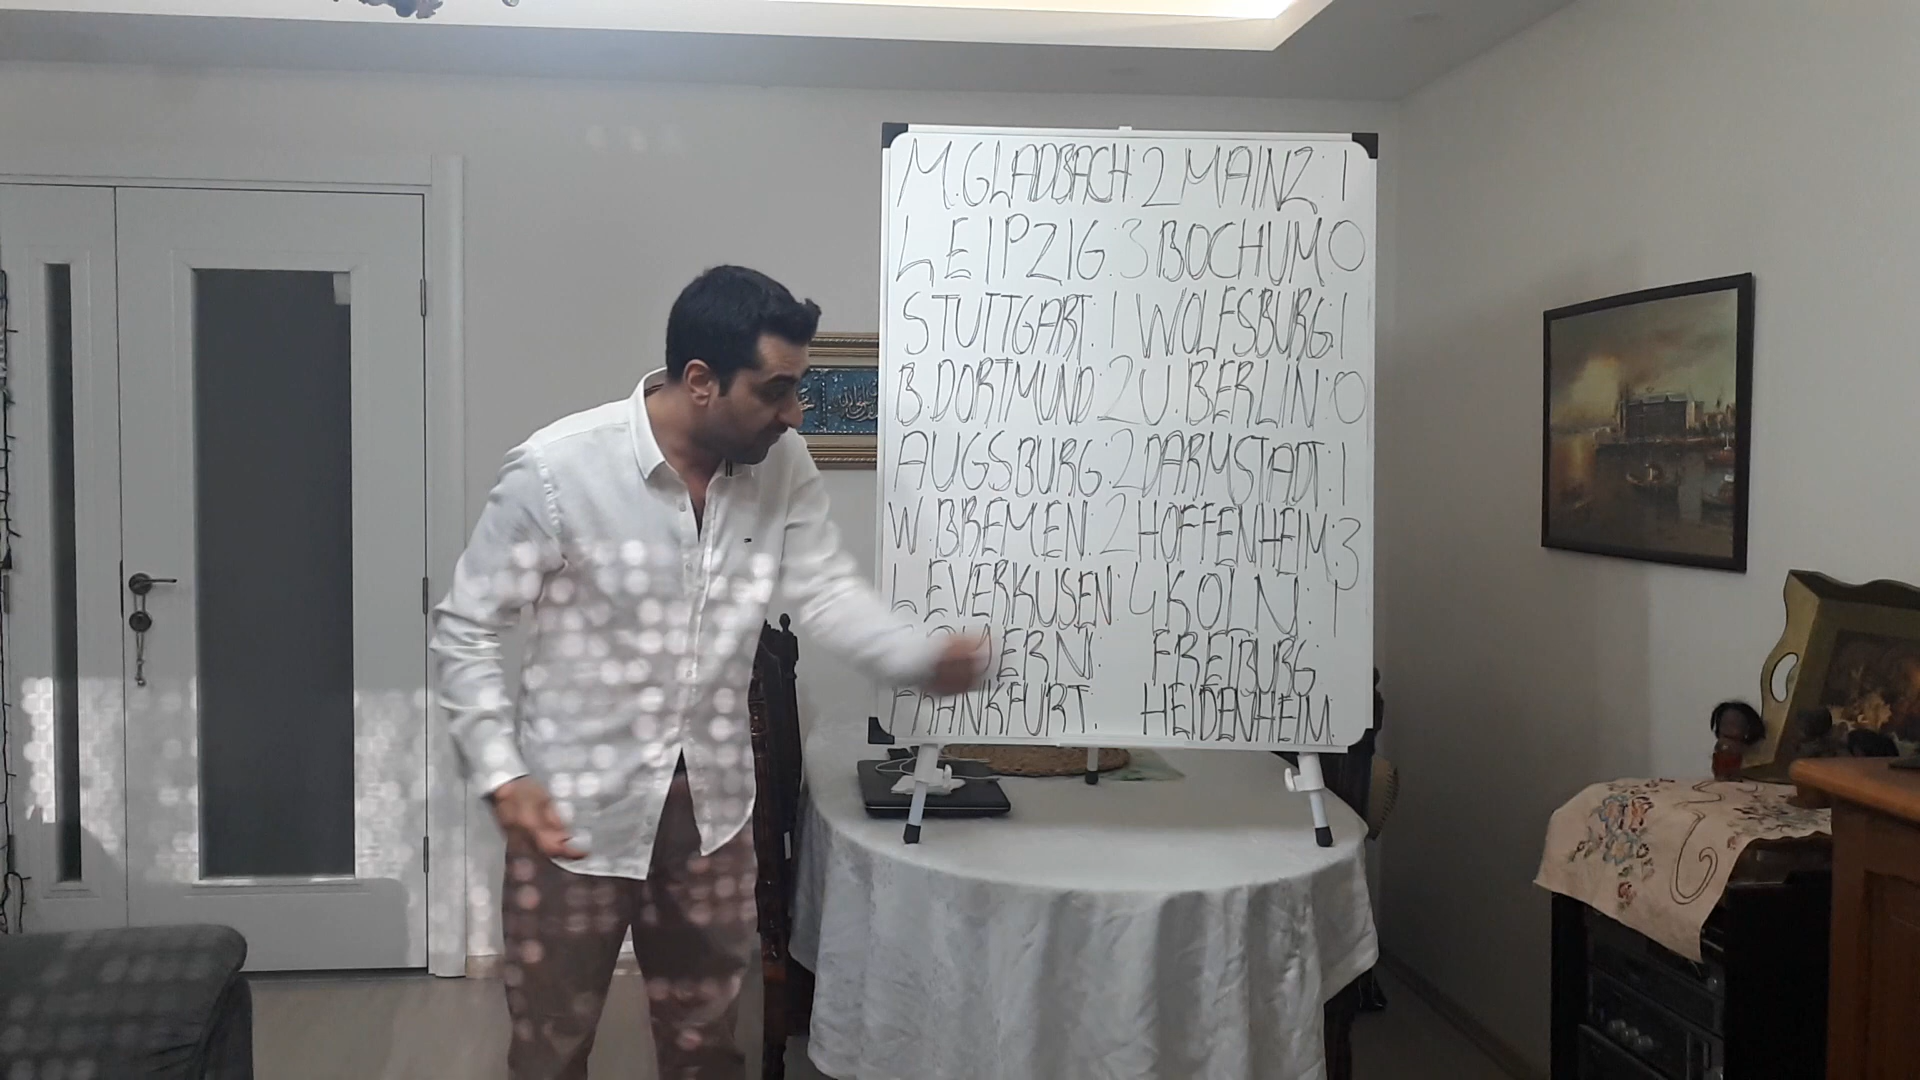 M.GLADBACH:2 MAINZ:1
LEIPZIG:3 BOCHUM:0
STUTTGART:1 WOLFSBURG:1
B.DORTMUND:2 U.BERLIN:0
AUGSBURG:2 DARMSTADT:1
W.BREMEN:2 HOFFENHEIM:3
LEVERKUSEN:4 KOLN:1
FREIBURG:
FRANKFURT: HEIDENHEIM: